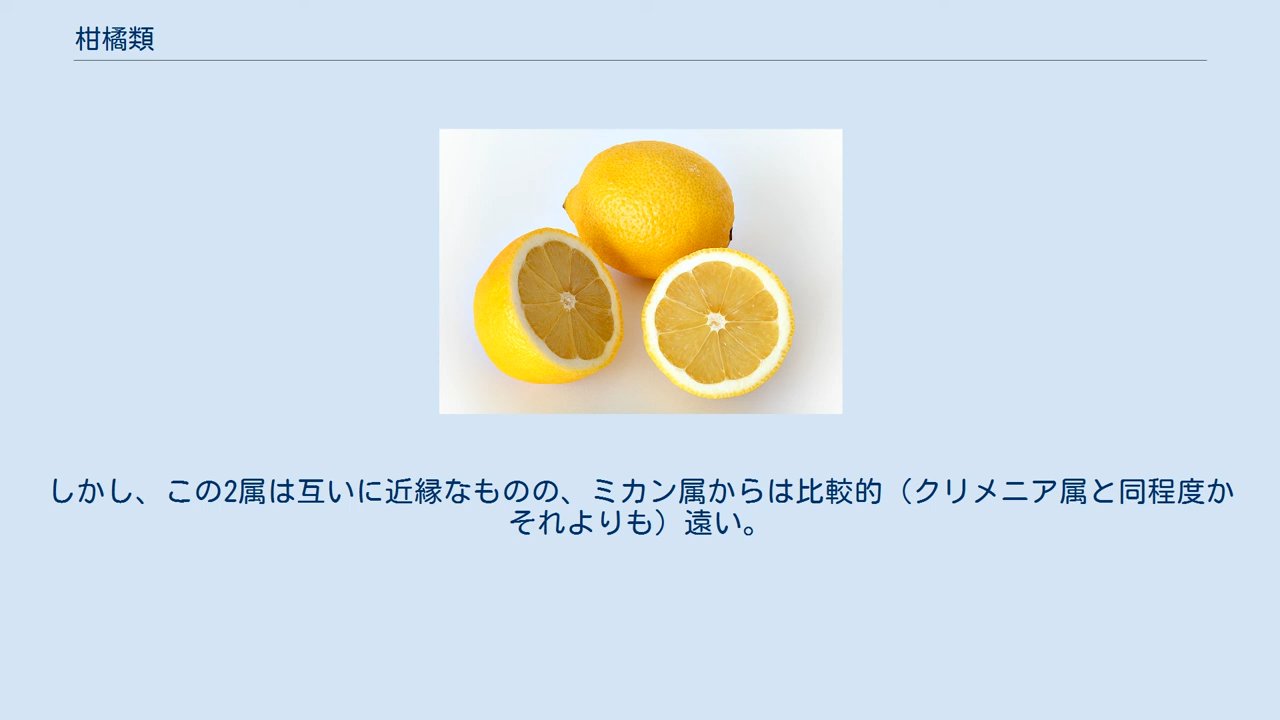 柑橘類
しかし、この2属は互いに近縁なものの、ミカン属からは比較的（クリメニア属と同程度か
それよりも）遠い。